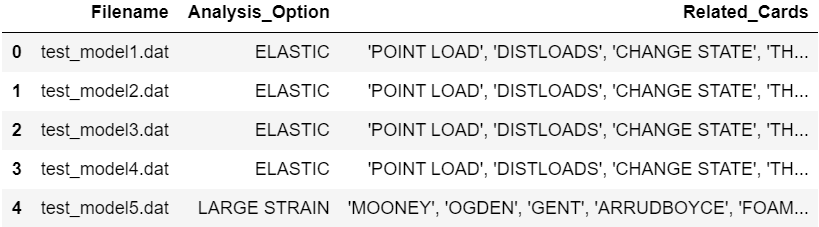 Filename Analysis_Option Related_Cards
0 test_model1.dat ELASTIC 'POINT LOAD', 'DISTLOADS', 'CHANGE STATE', 'TH...
1 test_model2.dat ELASTIC 'POINT LOAD', 'DISTLOADS', 'CHANGE STATE', 'TH...
2 test_model3.dat ELASTIC 'POINT LOAD', 'DISTLOADS', 'CHANGE STATE', 'TH...
3 test_model4.dat ELASTIC 'POINT LOAD', 'DISTLOADS', 'CHANGE STATE', 'TH...
4 test_model5.dat LARGE STRAIN 'MOONEY', 'OGDEN', 'GENT', 'ARRUDBOYCE', 'FOAM...